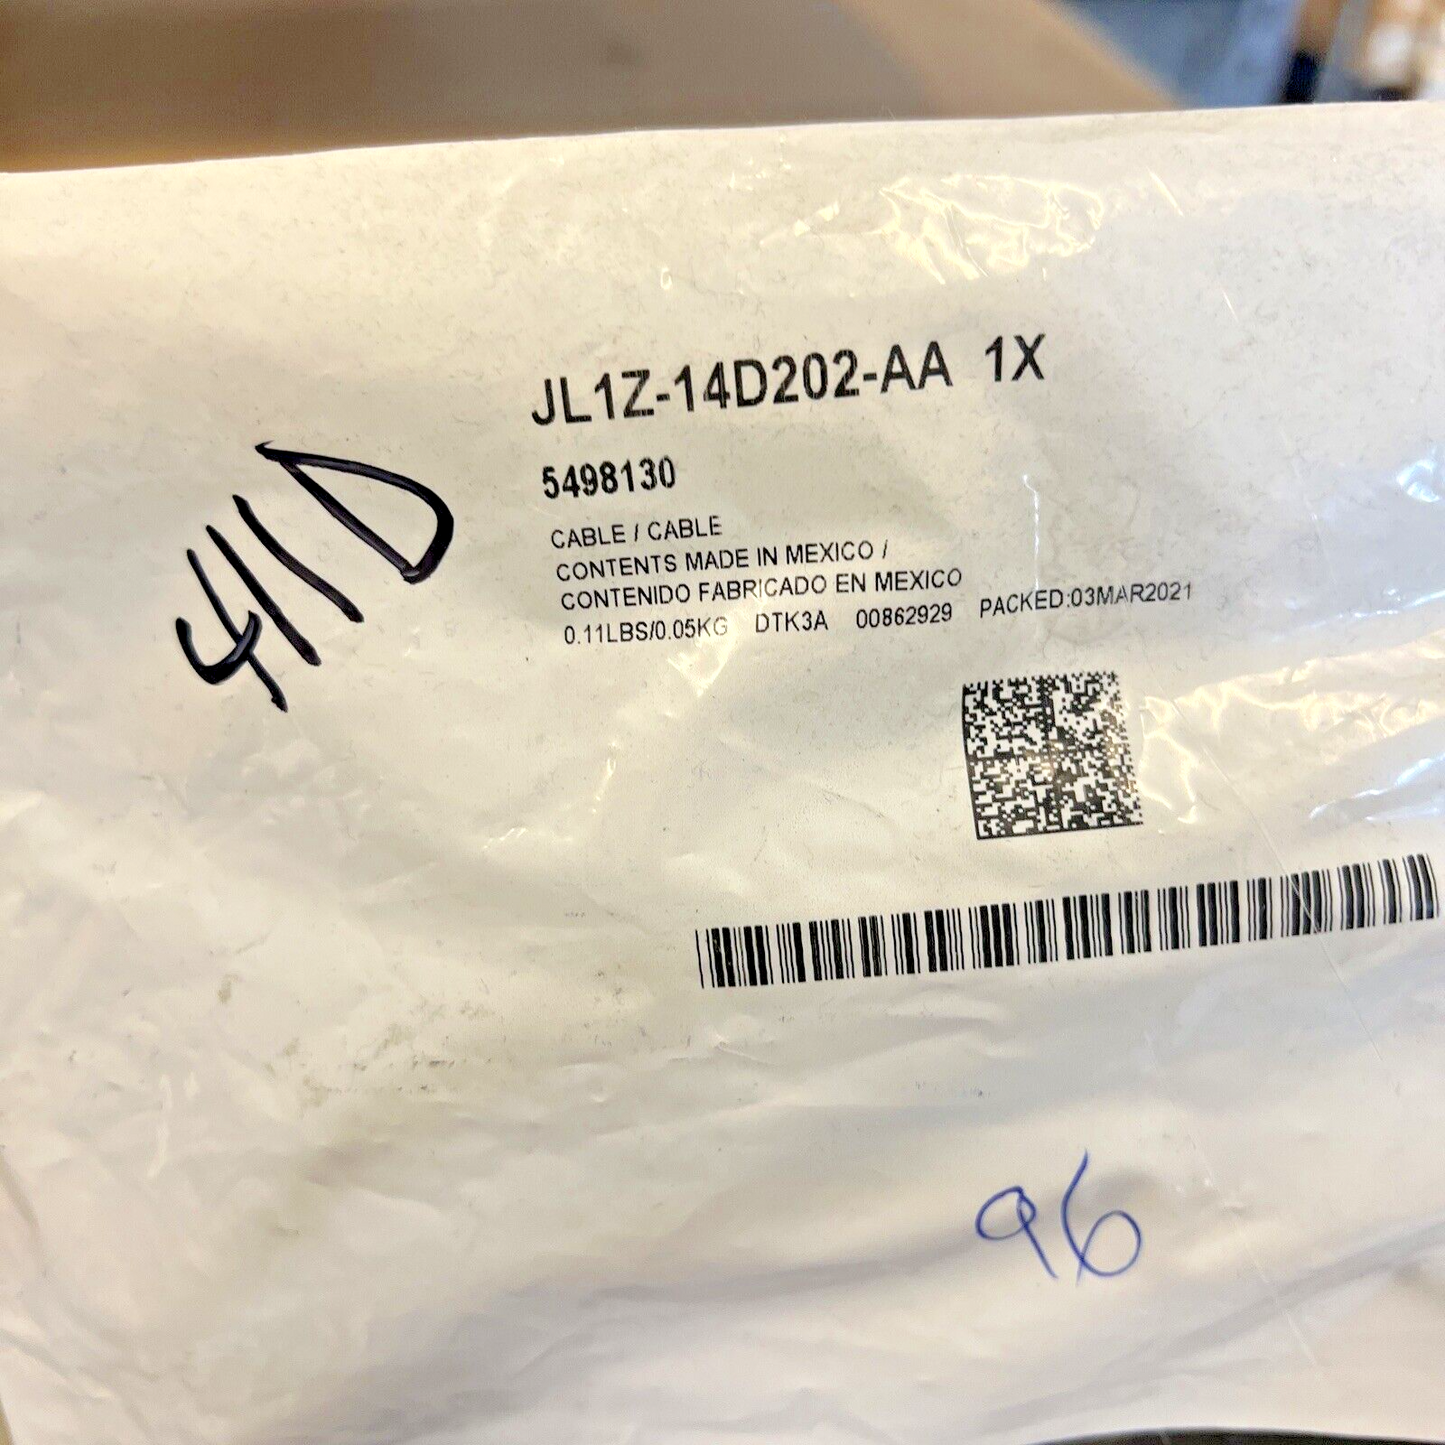 JL1Z-14D202-AA 1X
411D
5498130
CABLE / CABLE
CONTENTS MADE IN MEXICO /
CONTENIDO FABRICADO EN MEXICO
0.11LBS/0.05KG DTK3A 00862929 PACKED:03MAR2021
96